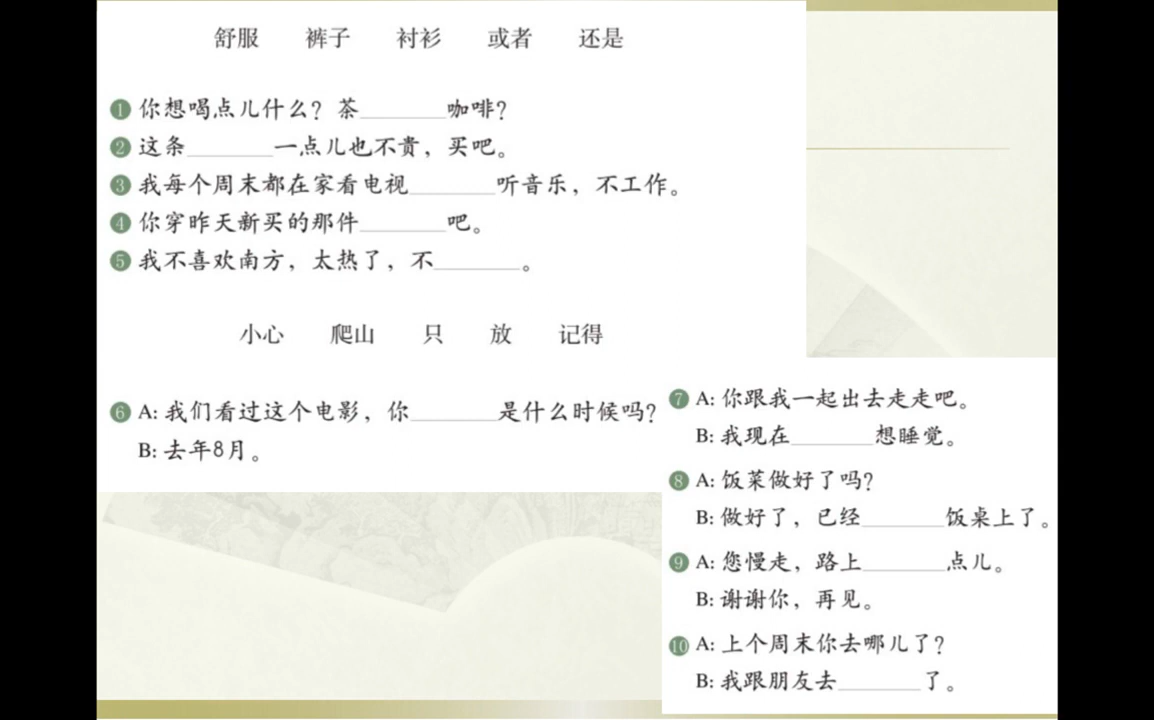 舒服 裤子 衬衫 或者 还是
1 你想喝点儿什么？茶________咖啡？
2 这条________一点儿也不贵，买吧。
3 我每个周末都在家看电视________听音乐，不工作。
4 你穿昨天新买的那件________吧。
5 我不喜欢南方，太热了，不________。
小心 爬山 只 放 记得
6 A: 我们看过这个电影，你________是什么时候吗？
B: 去年8月。
7 A: 你跟我一起出去走走吧。
B: 我现在________想睡觉。
8 A: 饭菜做好了吗？
B: 做好了，已经________饭桌上了。
9 A: 您慢走，路上________点儿。
B: 谢谢你，再见。
10 A: 上个周末你去哪儿了？
B: 我跟朋友去________了。